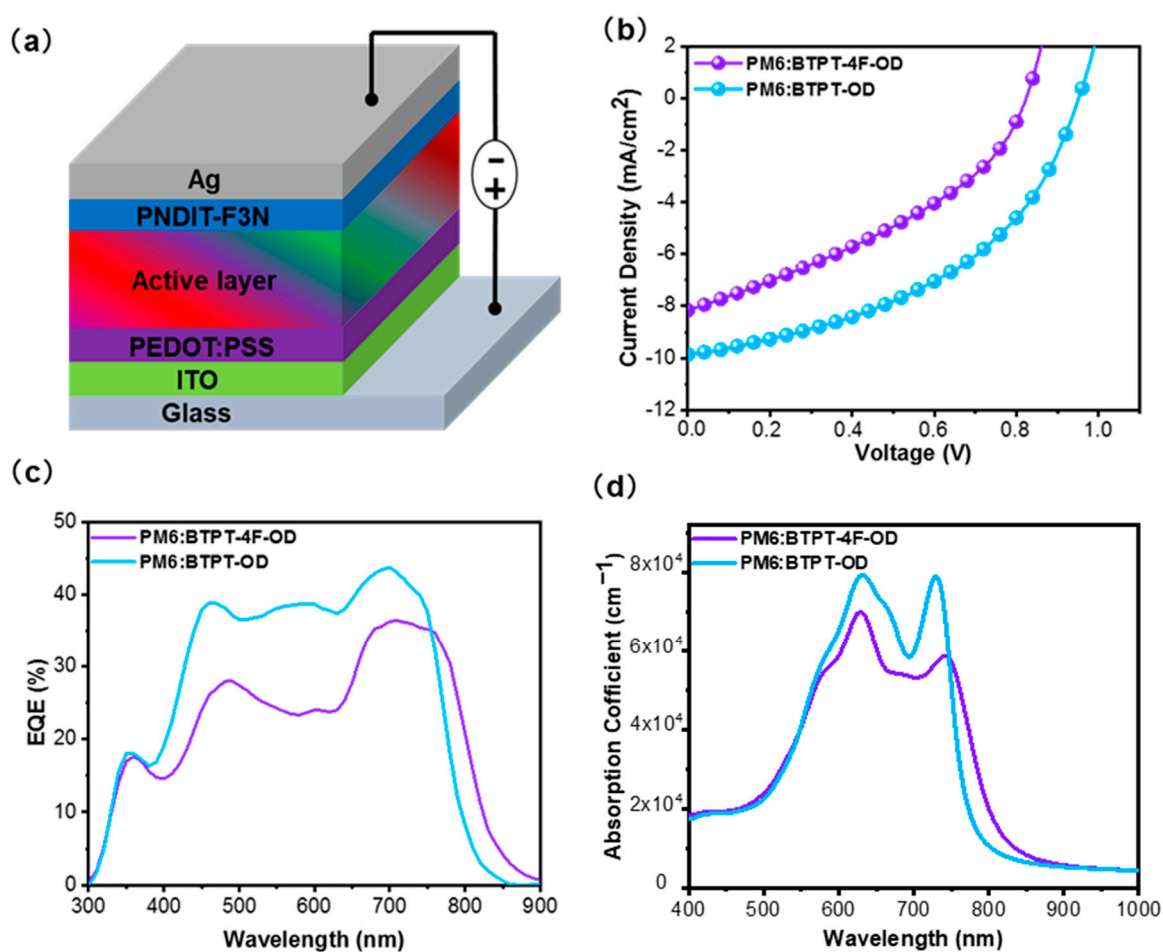 (a)
Ag
PNDIT-F3N
Active layer
PEDOT:PSS
ITO
Glass
−
+
(b)
PM6:BTPT-4F-OD
PM6:BTPT-OD
Current Density (mA/cm²)
2
0
-2
-4
-6
-8
-10
-12
0.0 0.2 0.4 0.6 0.8 1.0
Voltage (V)
(c)
PM6:BTPT-4F-OD
PM6:BTPT-OD
EQE (%)
50
40
30
20
10
0
300 400 500 600 700 800 900
Wavelength (nm)
(d)
PM6:BTPT-4F-OD
PM6:BTPT-OD
Absorption Cofficient (cm⁻¹)
8x10⁴
6x10⁴
4x10⁴
2x10⁴
0
400 500 600 700 800 900 1000
Wavelength (nm)